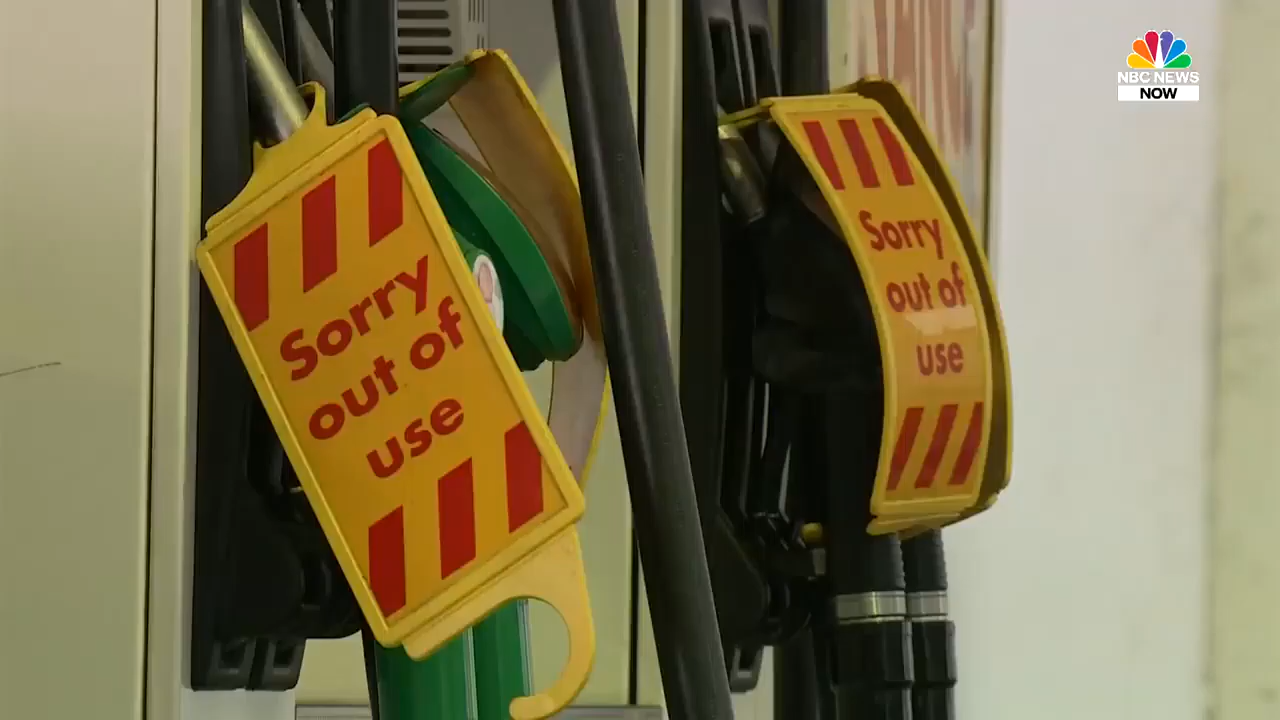 NBC NEWS
NOW
Sorry
out of
use
Sorry
out of
use